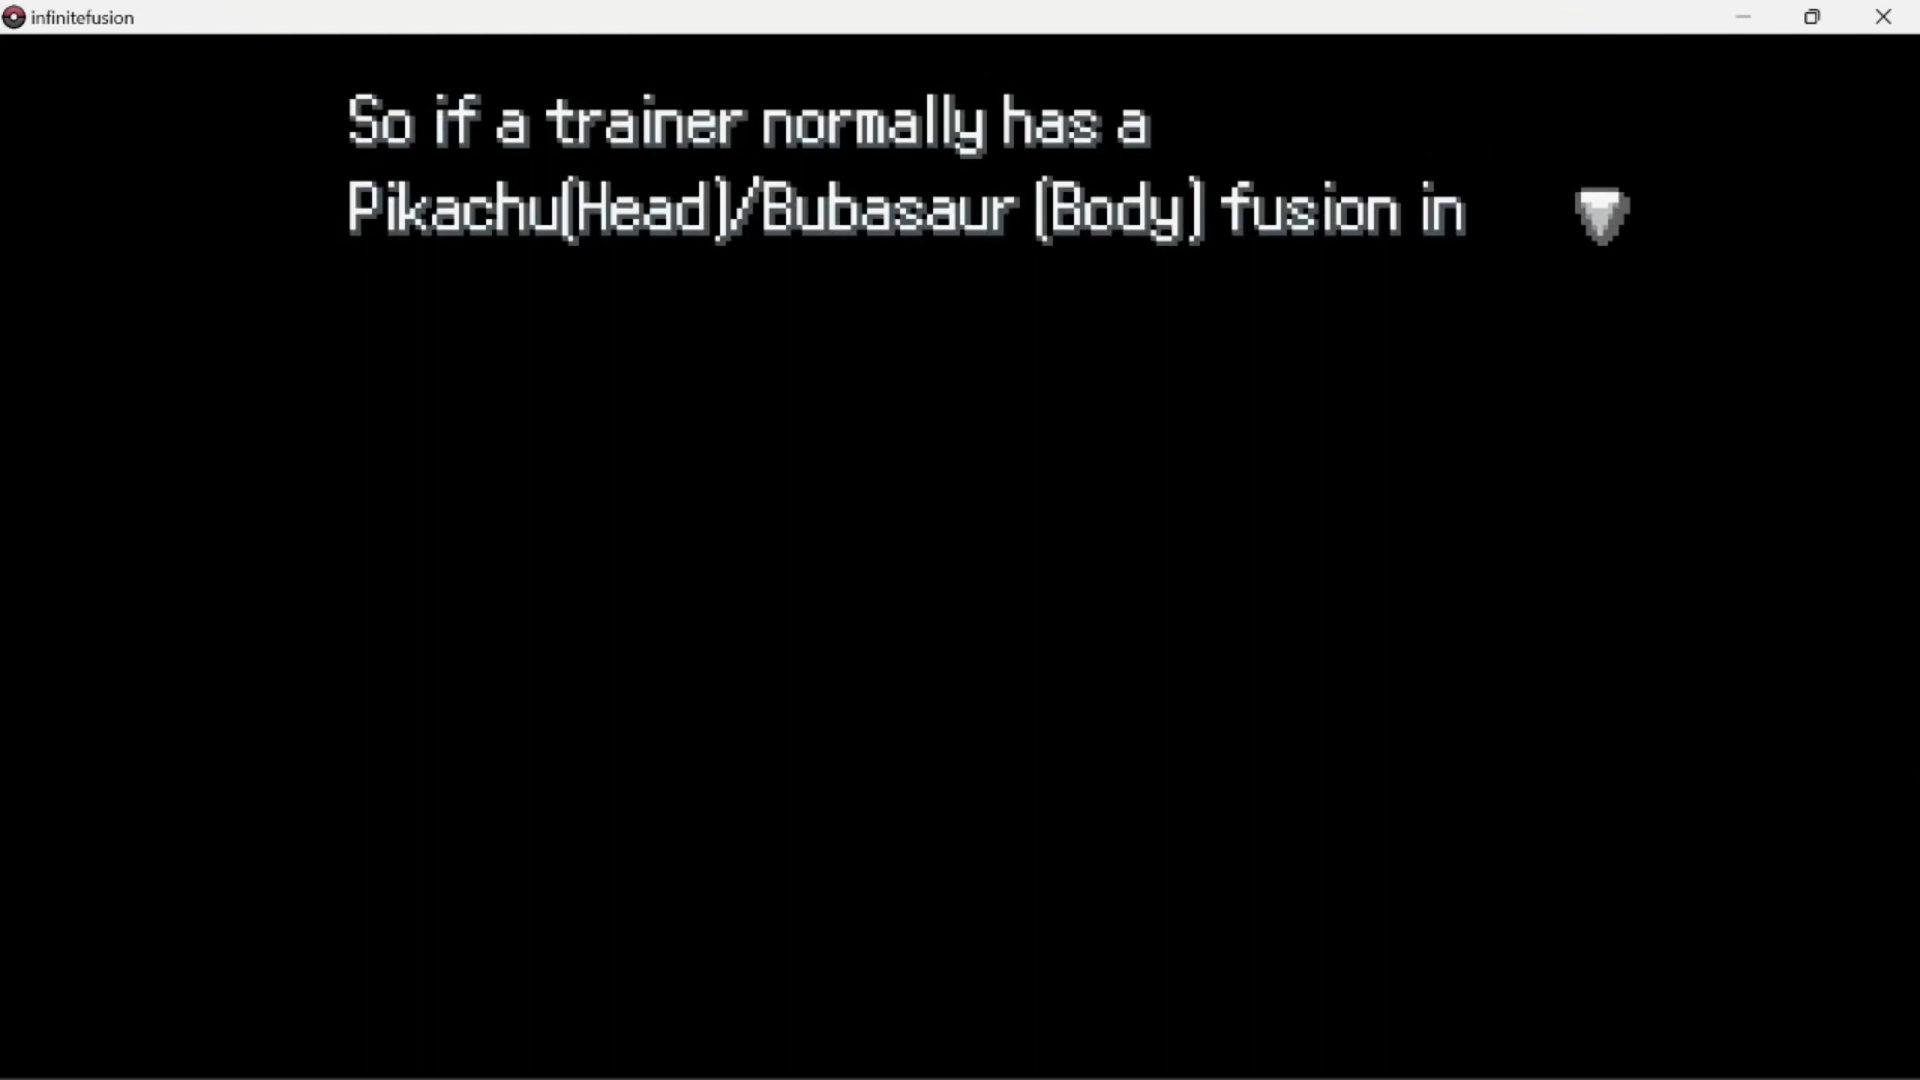 infinitefusion
So if a trainer normally has a
Pikachu(Head)/Bubasaur (Body) fusion in